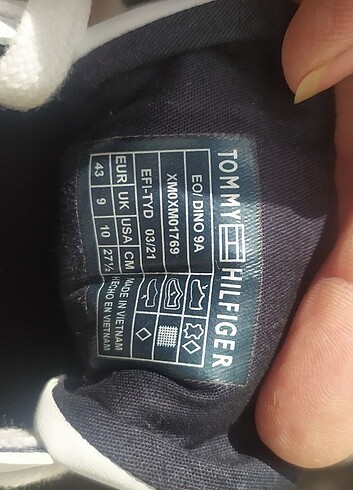 TOMMY HILFIGER
EO/ DINO 9A
XM0XM01769
EFI-TYD 03/21
EUR UK USA CM
43 9 10 27½
MADE IN VIETNAM
HECHO EN VIETNAM